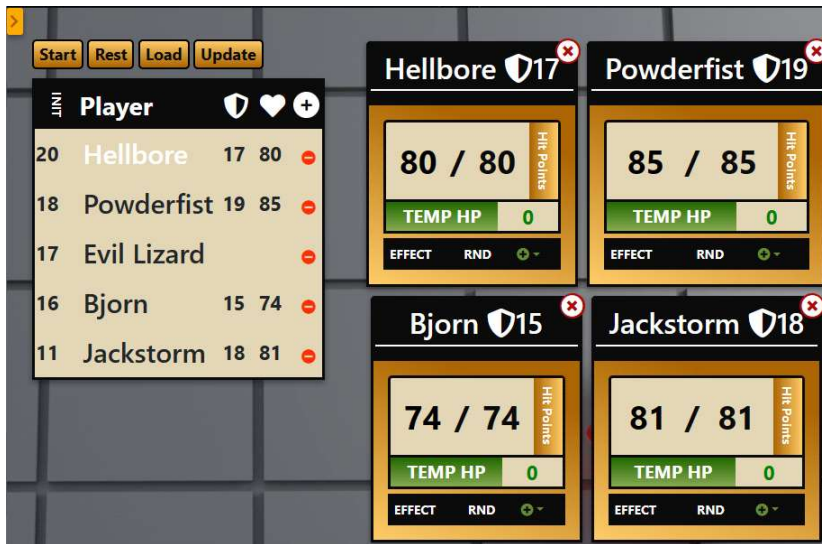 Start Rest Load Update
INIT Player
20 Hellbore 17 80
18 Powderfist 19 85
17 Evil Lizard
16 Bjorn 15 74
11 Jackstorm 18 81
Hellbore 17
80 / 80 Hit Points
TEMP HP 0
EFFECT RND
Powderfist 19
85 / 85 Hit Points
TEMP HP 0
EFFECT RND
Bjorn 15
74 / 74 Hit Points
TEMP HP 0
EFFECT RND
Jackstorm 18
81 / 81 Hit Points
TEMP HP 0
EFFECT RND